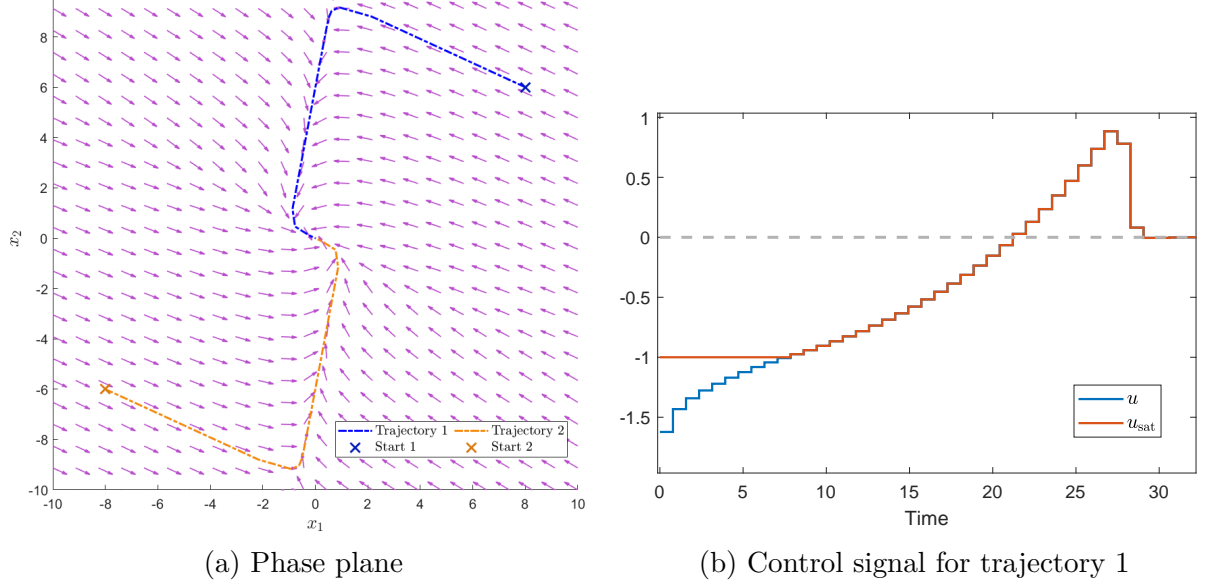 8
6
4
2
0
-2
-4
-6
-8
-10
x2
-10 -8 -6 -4 -2 0 2 4 6 8 10
x1
Trajectory 1 Trajectory 2
Start 1 Start 2
(a) Phase plane
1
0.5
0
-0.5
-1
-1.5
0 5 10 15 20 25 30
Time
u
usat
(b) Control signal for trajectory 1